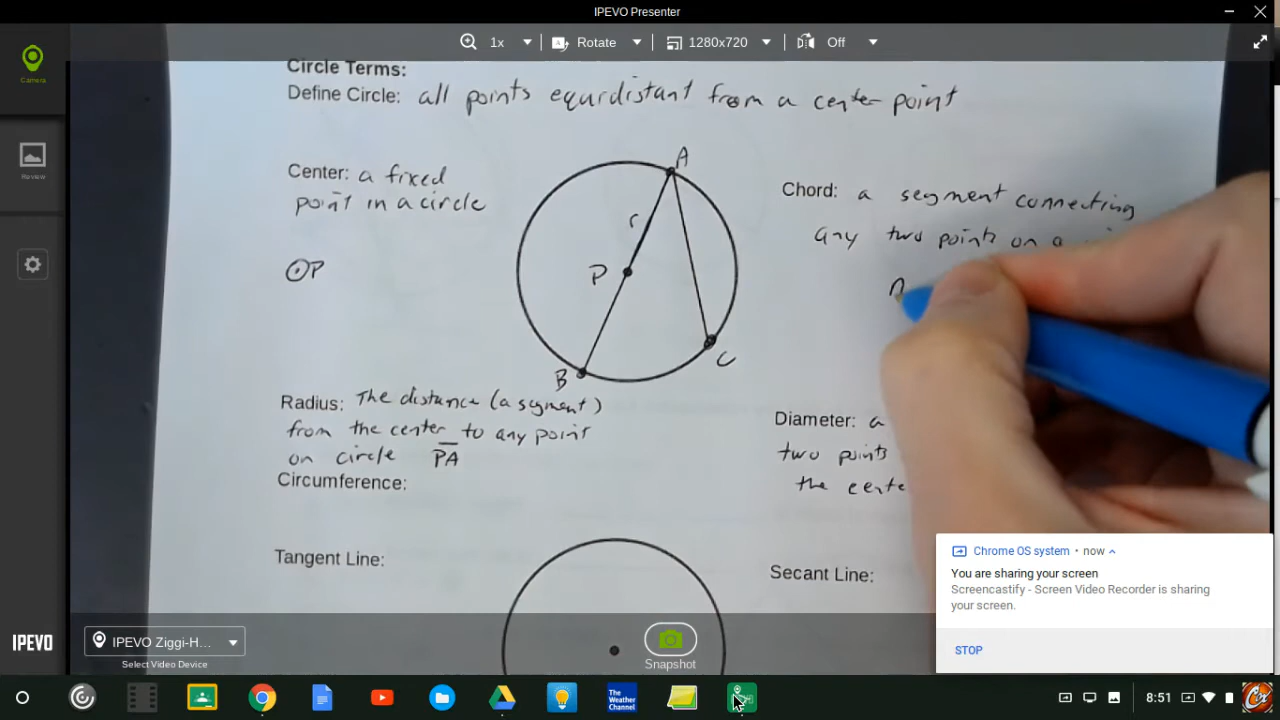 IPEVO Presenter
1x
Rotate
1280x720
Off
Camera
Review
Circle Terms:
Define Circle: all points equidistant from a center point
Center: a fixed
point in a circle
⊙P
A
r
P
B
C
Chord: a segment connecting
any two points on a
Radius: The distance (a segment)
from the center to any point
on circle P̅A̅
Circumference:
Diameter: a
two points
the cente
Tangent Line:
Secant Line:
IPEVO
IPEVO Ziggi-H...
Select Video Device
Snapshot
Chrome OS system • now
You are sharing your screen
Screencastify - Screen Video Recorder is sharing
your screen.
STOP
The
Weather
Channel
8:51